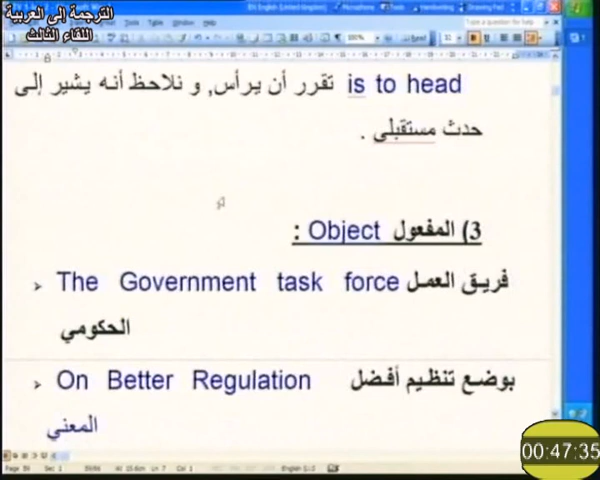 الترجمة إلى العربية
اللقاء الثالث
is to head تقرر أن يرأس, و نلاحظ أنه يشير إلى
حدث مستقبلي .
3) المفعول Object :
The Government task force فريق العمل
الحكومي
On Better Regulation بوضع تنظيم أفضل
المعني
00:47:35